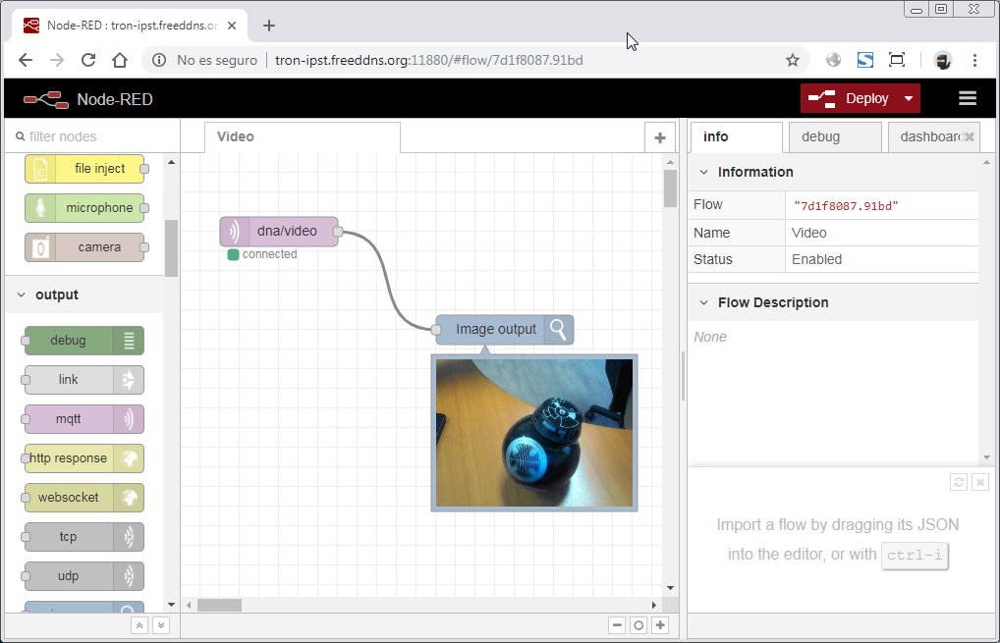 Node-RED : tron-ipst.freeddns.or
No es seguro
tron-ipst.freeddns.org:11880/#flow/7d1f8087.91bd
Node-RED
Deploy
filter nodes
file inject
microphone
camera
output
debug
link
mqtt
http response
websocket
tcp
udp
Video
dna/video
connected
Image output
info
debug
dashboard
Information
Flow
"7d1f8087.91bd"
Name
Video
Status
Enabled
Flow Description
None
Import a flow by dragging its JSON
into the editor, or with ctrl-i